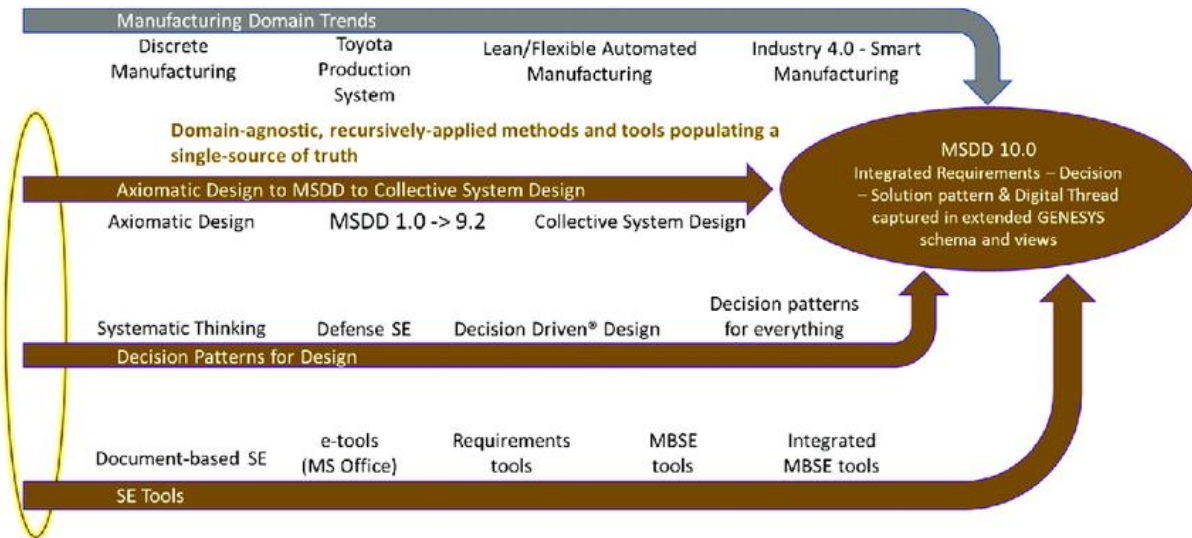 Manufacturing Domain Trends
Discrete
Manufacturing
Toyota
Production
System
Lean/Flexible Automated
Manufacturing
Industry 4.0 - Smart
Manufacturing
Domain-agnostic, recursively-applied methods and tools populating a
single-source of truth
Axiomatic Design to MSDD to Collective System Design
Axiomatic Design
MSDD 1.0 -> 9.2
Collective System Design
MSDD 10.0
Integrated Requirements – Decision
– Solution pattern & Digital Thread
captured in extended GENESYS
schema and views
Systematic Thinking
Defense SE
Decision Driven® Design
Decision patterns
for everything
Decision Patterns for Design
Document-based SE
e-tools
(MS Office)
Requirements
tools
MBSE
tools
Integrated
MBSE tools
SE Tools